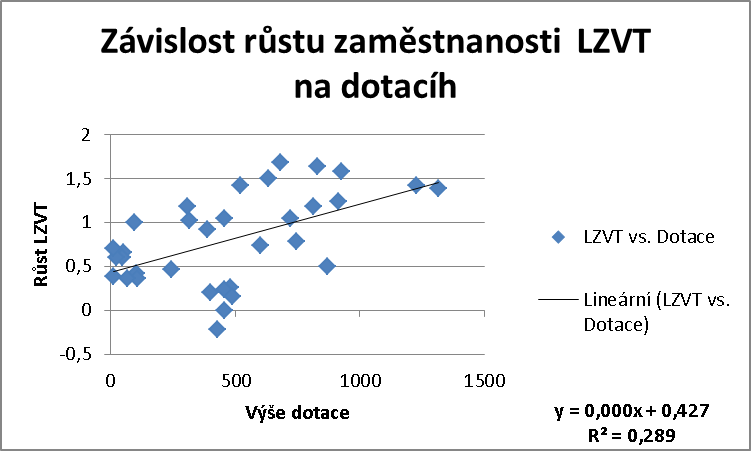 Závislost růstu zaměstnanosti LZVT
na dotacíh
2
1,5
1
0,5
0
-0,5
Růst LZVT
0 500 1000 1500
Výše dotace
LZVT vs. Dotace
Lineární (LZVT vs.
Dotace)
y = 0,000x + 0,427
R² = 0,289